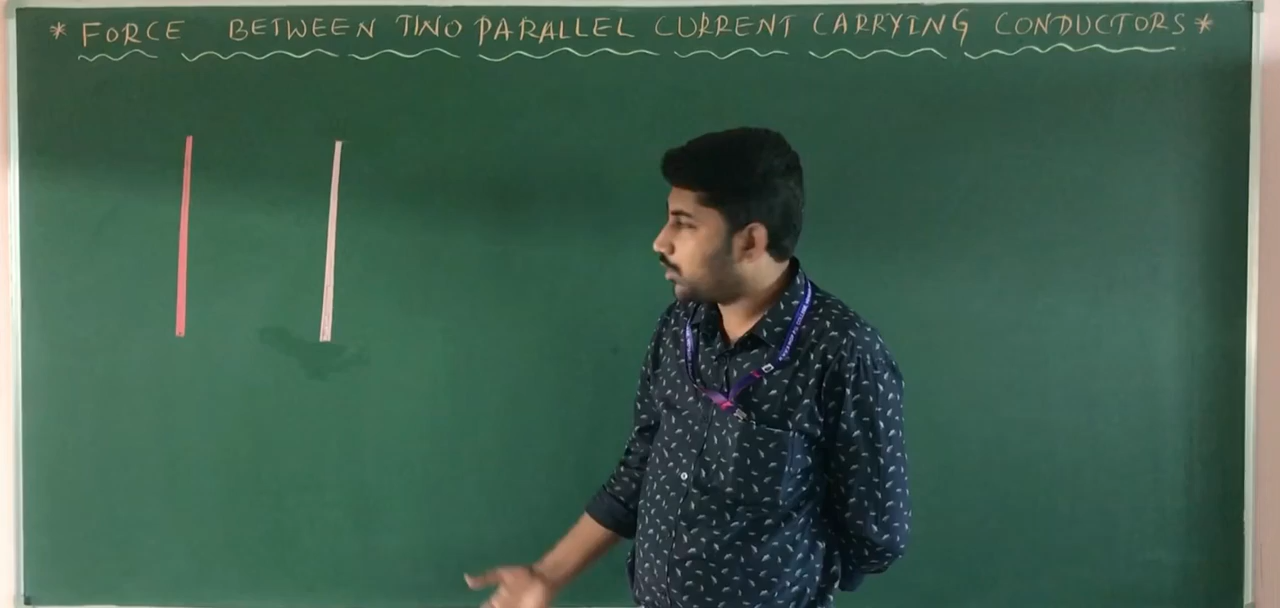 * FORCE BETWEEN TWO PARALLEL CURRENT CARRYING CONDUCTORS *